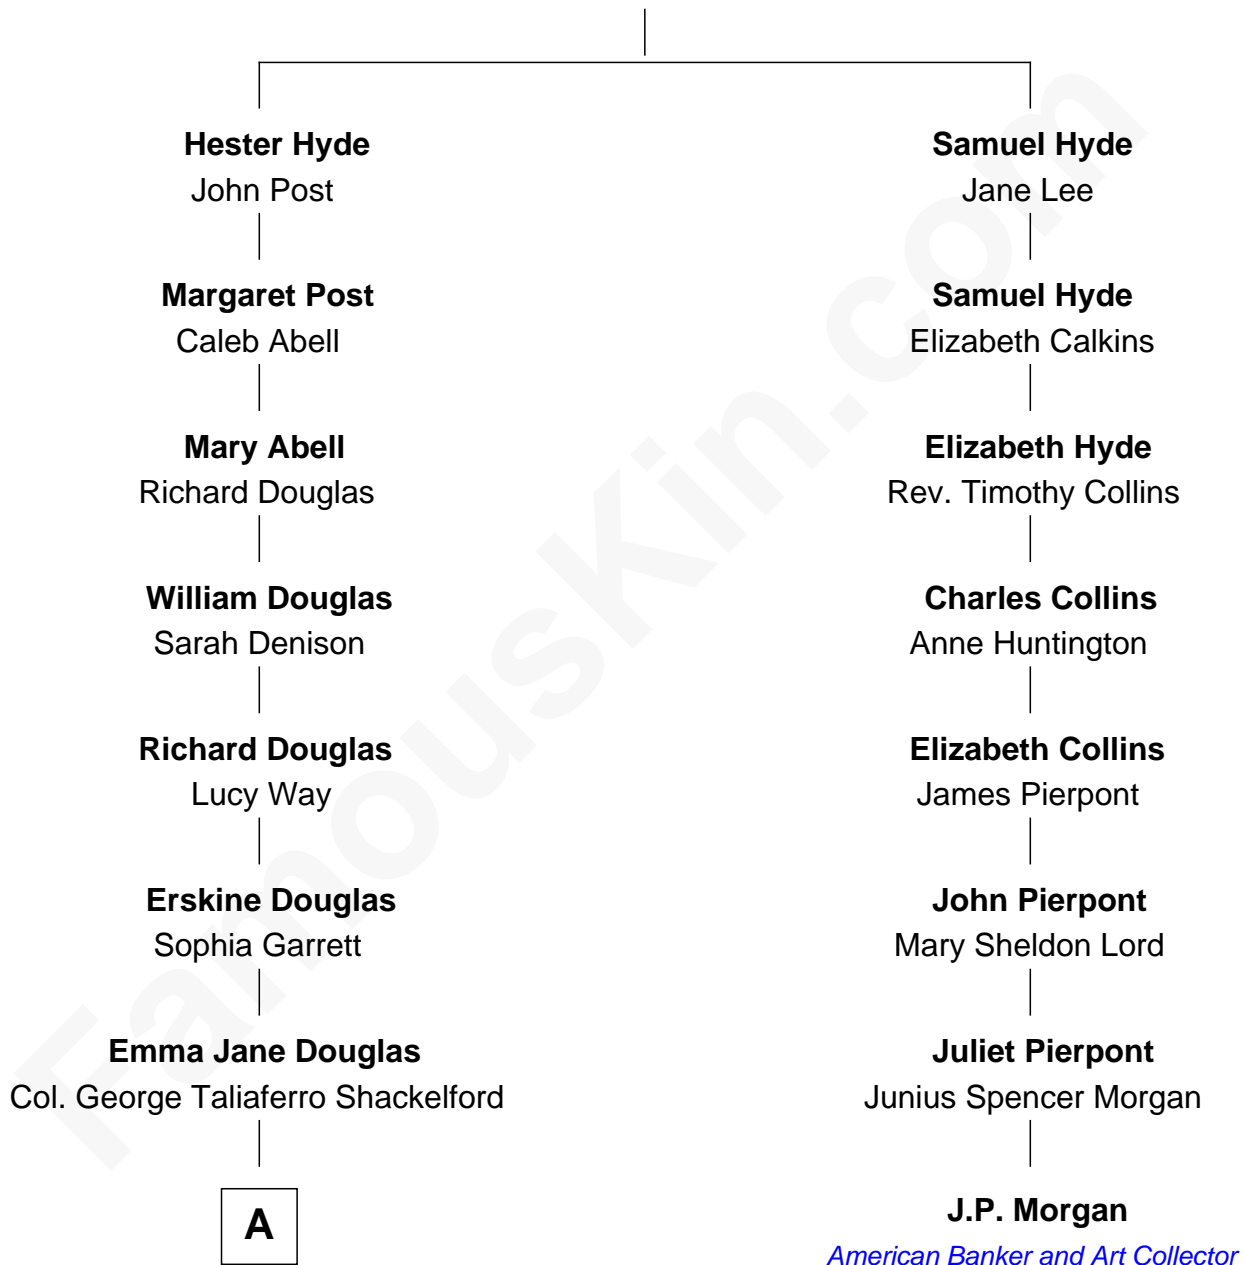 Hester Hyde
John Post
Samuel Hyde
Jane Lee
Margaret Post
Caleb Abell
Samuel Hyde
Elizabeth Calkins
Mary Abell
Richard Douglas
Elizabeth Hyde
Rev. Timothy Collins
William Douglas
Sarah Denison
Charles Collins
Anne Huntington
Richard Douglas
Lucy Way
Elizabeth Collins
James Pierpont
Erskine Douglas
Sophia Garrett
John Pierpont
Mary Sheldon Lord
Emma Jane Douglas
Col. George Taliaferro Shackelford
Juliet Pierpont
Junius Spencer Morgan
A
J.P. Morgan
American Banker and Art Collector
FamousKin.com